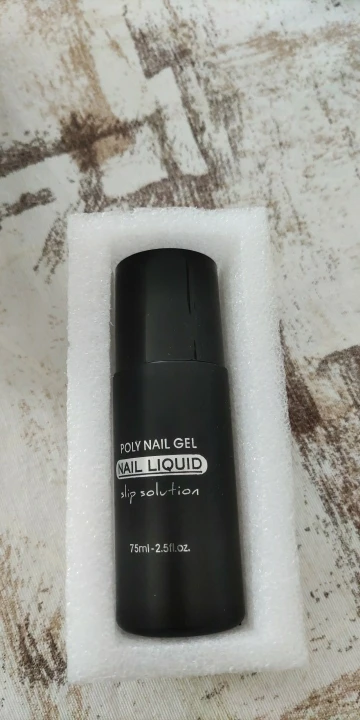 POLY NAIL GEL
NAIL LIQUID
slip solution
75ml-2.5fl.oz.